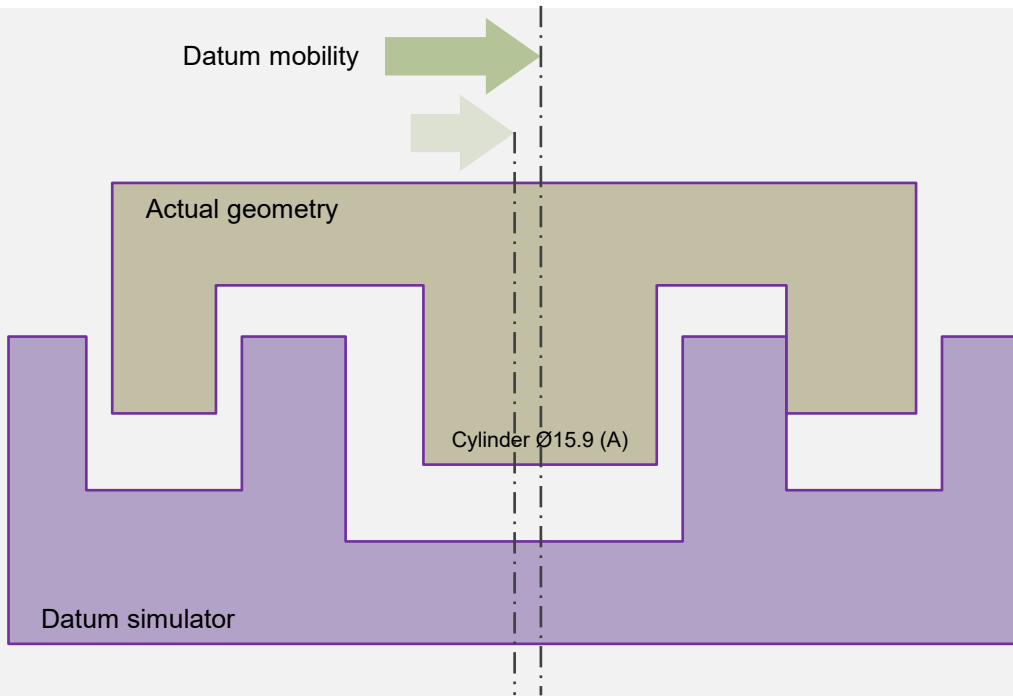 Datum mobility
Actual geometry
Cylinder Ø15.9 (A)
Datum simulator